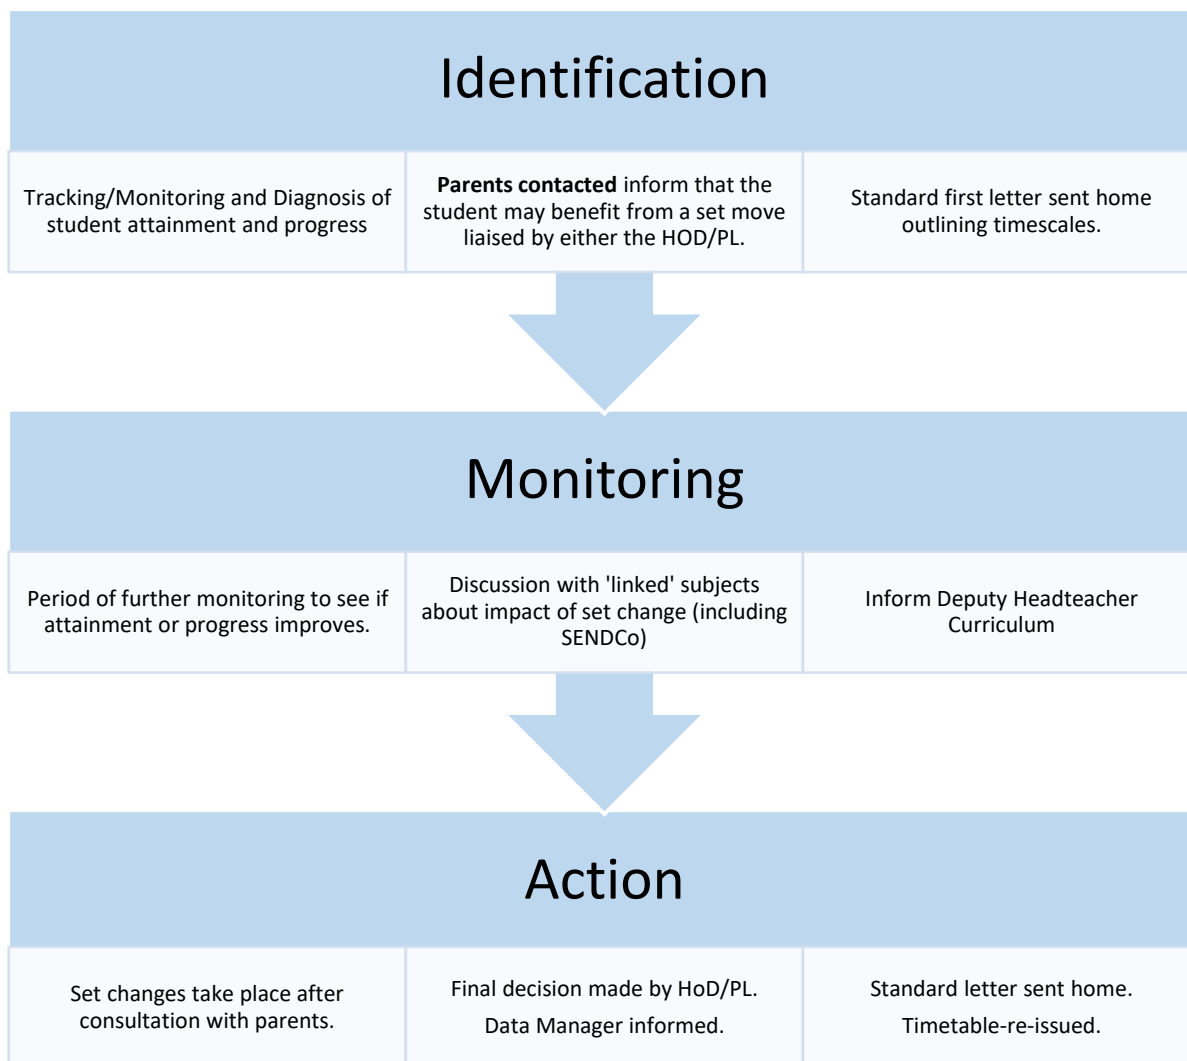 Identification
Tracking/Monitoring and Diagnosis of
student attainment and progress
Parents contacted inform that the
student may benefit from a set move
liaised by either the HOD/PL.
Standard first letter sent home
outlining timescales.
Monitoring
Period of further monitoring to see if
attainment or progress improves.
Discussion with 'linked' subjects
about impact of set change (including
SENDCo)
Inform Deputy Headteacher
Curriculum
Action
Set changes take place after
consultation with parents.
Final decision made by HoD/PL.
Data Manager informed.
Standard letter sent home.
Timetable-re-issued.